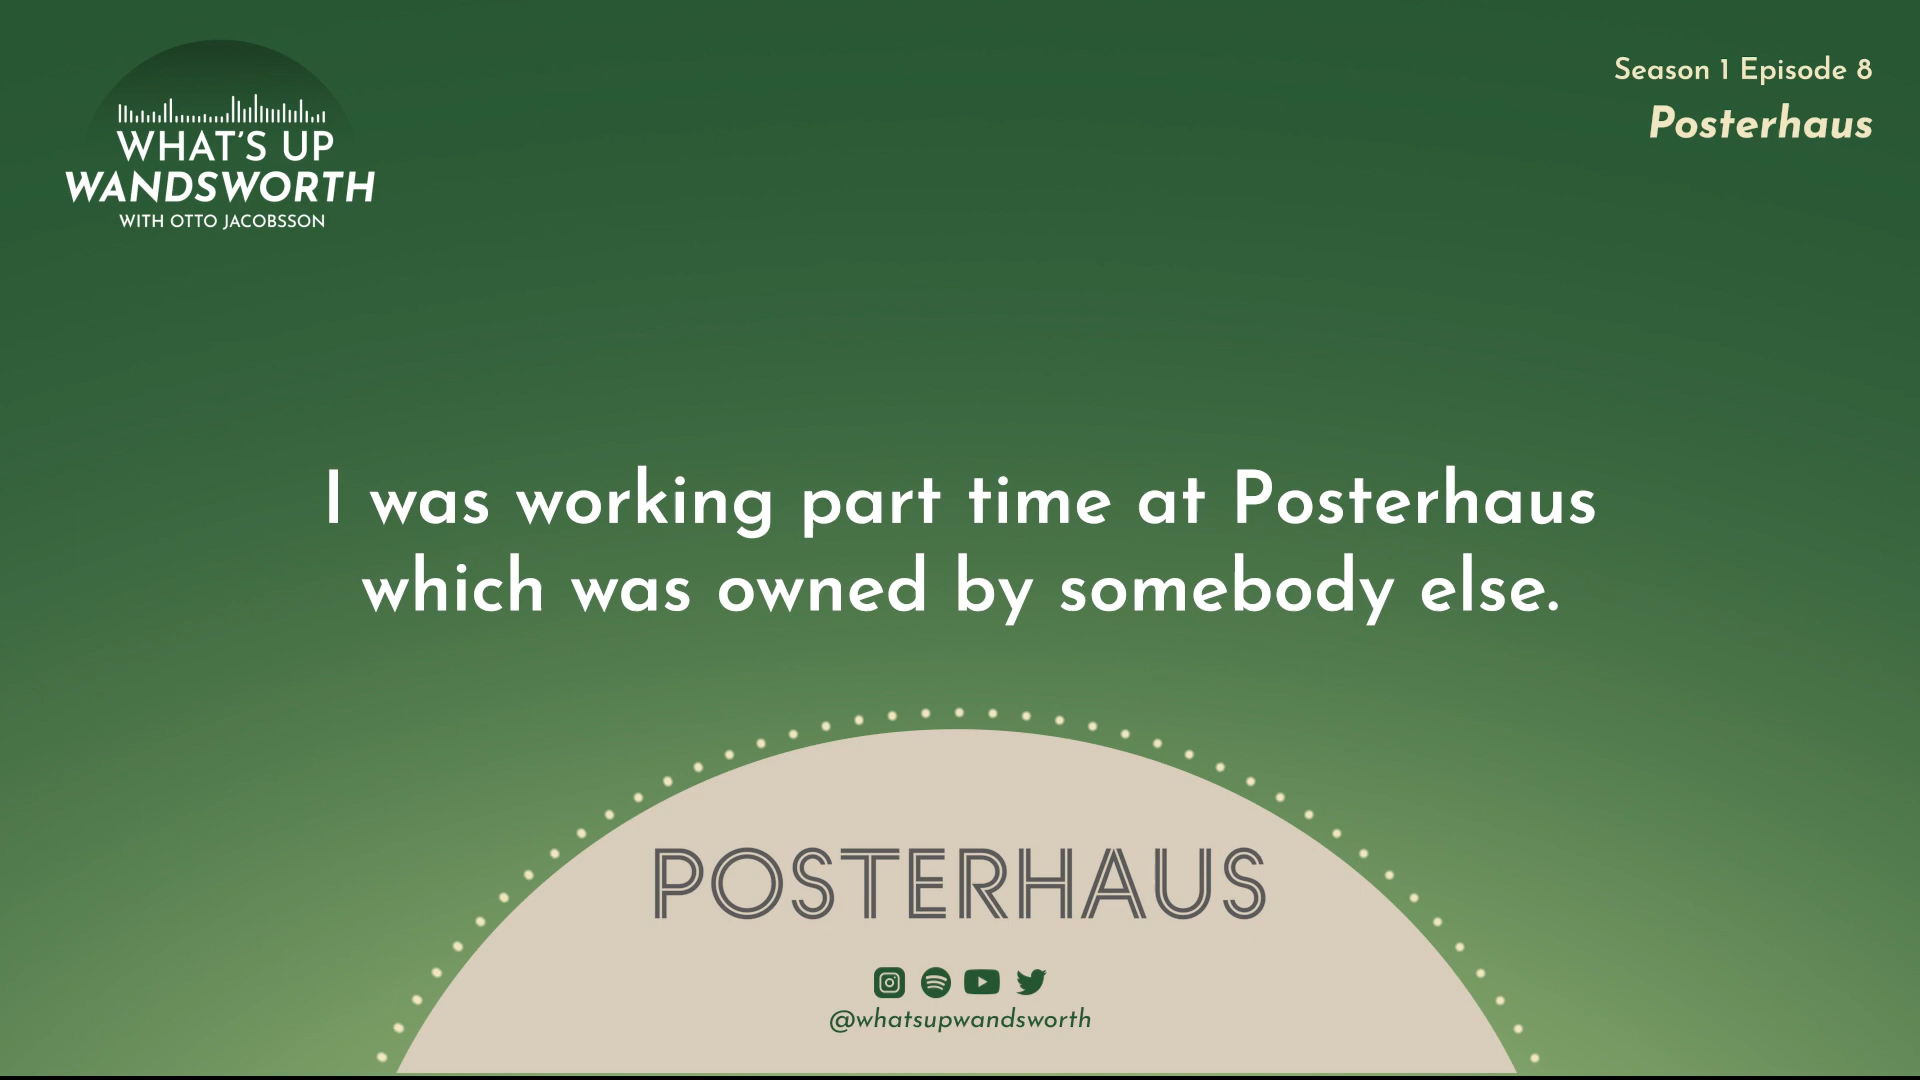 WHAT'S UP
WANDSWORTH
WITH OTTO JACOBSSON
Season 1 Episode 8
Posterhaus
I was working part time at Posterhaus
which was owned by somebody else.
POSTERHAUS
@whatsupwandsworth